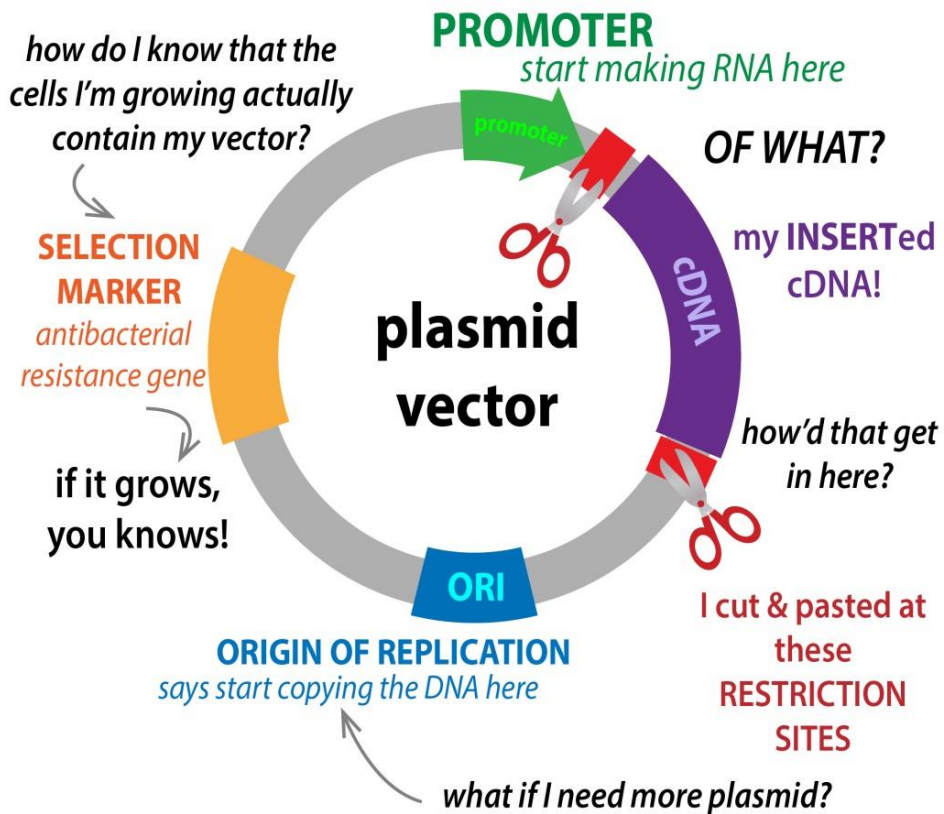 PROMOTER
start making RNA here
how do I know that the
cells I'm growing actually
contain my vector?
promoter
OF WHAT?
SELECTION
MARKER
antibacterial
resistance gene
my INSERTed
cDNA!
cDNA
plasmid
vector
if it grows,
you knows!
how'd that get
in here?
ORI
ORIGIN OF REPLICATION
says start copying the DNA here
I cut & pasted at
these
RESTRICTION
SITES
what if I need more plasmid?